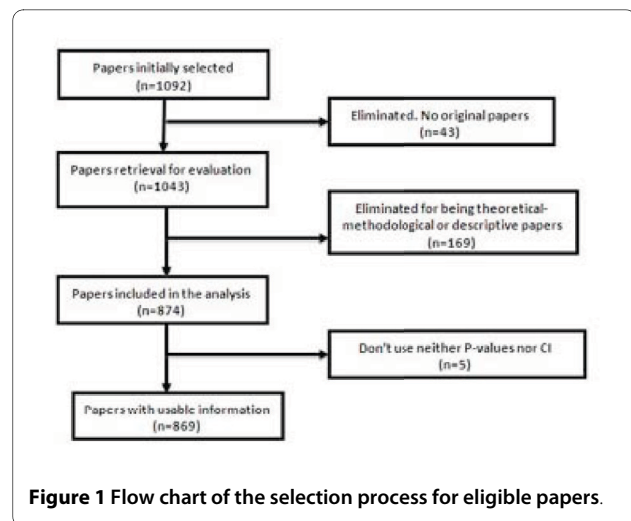 Papers initially selected
(n=1092)
Eliminated. No original papers
(n=43)
Papers retrieval for evaluation
(n=1043)
Eliminated for being theoretical-
methodological or descriptive papers
(n=169)
Papers included in the analysis
(n=874)
Don't use neither P-values nor CI
(n=5)
Papers with usable information
(n=869)
Figure 1 Flow chart of the selection process for eligible papers.